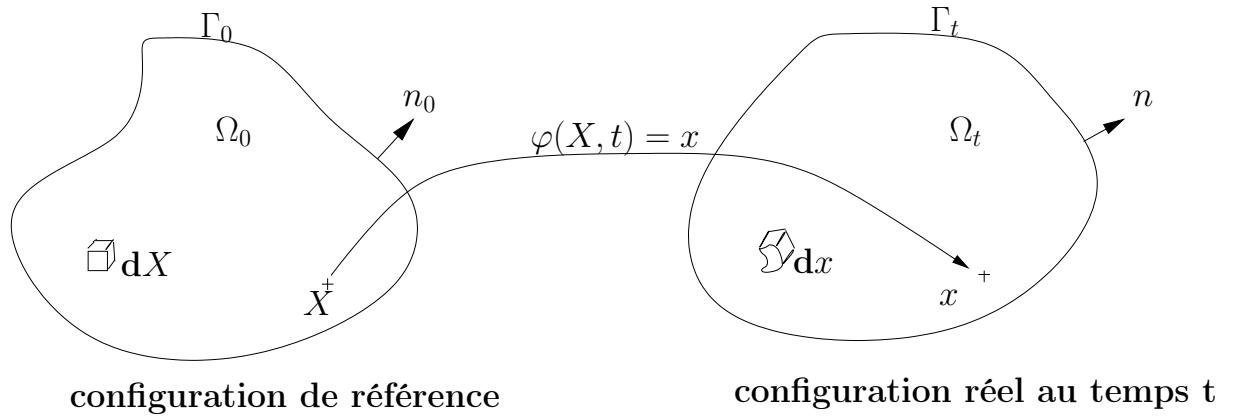 Γ₀
Γₜ
n₀
n
Ω₀
φ(X, t) = x
Ωₜ
dX
dx
X
x
configuration de référence
configuration réel au temps t